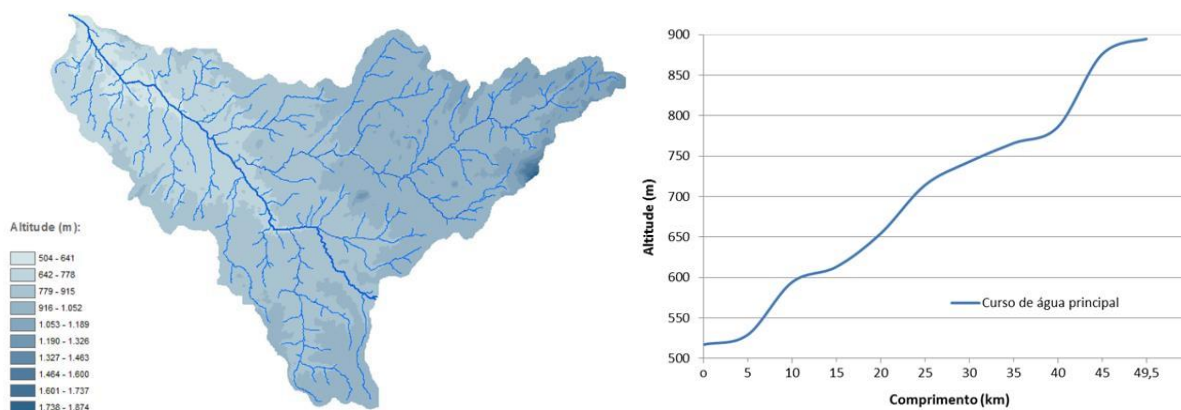 Altitude (m):
504 - 641
642 - 778
779 - 915
916 - 1.052
1.053 - 1.189
1.190 - 1.326
1.327 - 1.463
1.464 - 1.600
1.601 - 1.737
1.738 - 1.874
Altitude (m)
900
850
800
750
700
650
600
550
500
Curso de água principal
o 5 10 15 20 25 30 35 40 45 49,5
Comprimento (km)